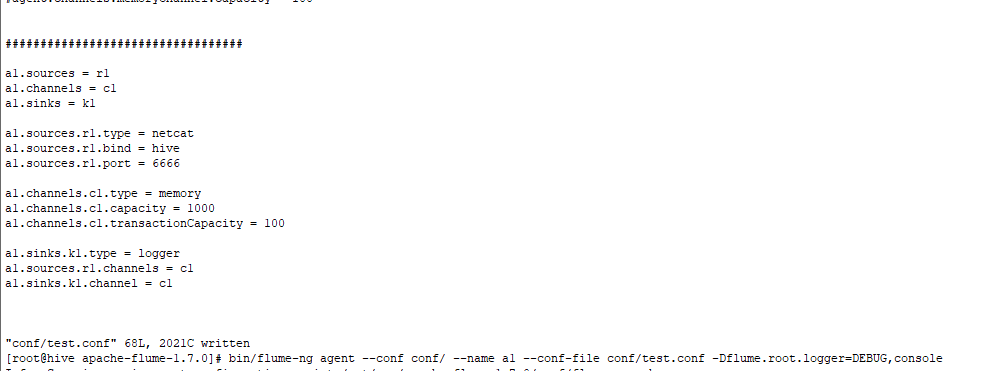 ###################################
a1.sources = r1
a1.channels = c1
a1.sinks = k1
a1.sources.r1.type = netcat
a1.sources.r1.bind = hive
a1.sources.r1.port = 6666
a1.channels.c1.type = memory
a1.channels.c1.capacity = 1000
a1.channels.c1.transactionCapacity = 100
a1.sinks.k1.type = logger
a1.sources.r1.channels = c1
a1.sinks.k1.channel = c1
"conf/test.conf" 68L, 2021C written
[root@hive apache-flume-1.7.0]# bin/flume-ng agent --conf conf/ --name a1 --conf-file conf/test.conf -Dflume.root.logger=DEBUG,console